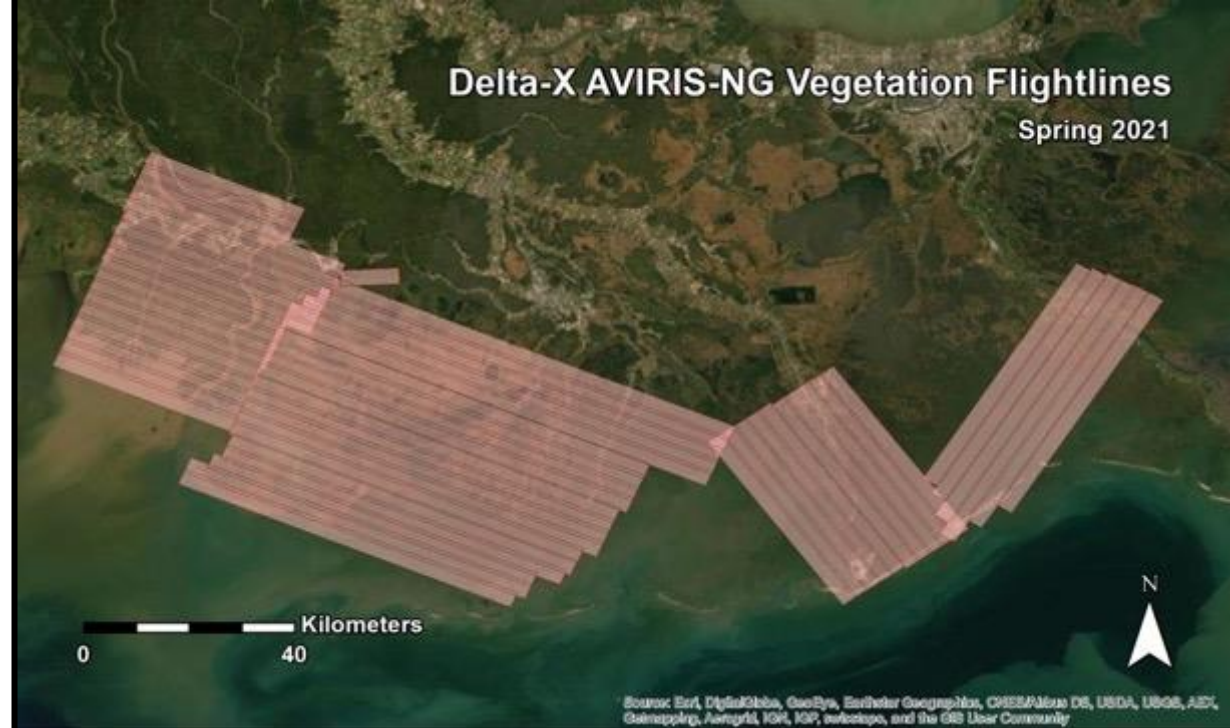 Delta-X AVIRIS-NG Vegetation Flightlines
Spring 2021
N
Kilometers
0 40
Source: Esri, DigitalGlobe, GeoEye, Earthstar Geographics, CNES/Airbus DS, USDA, USGS, AEX,
Getmapping, Aerogrid, IGN, IGP, swisstopo, and the GIS User Community